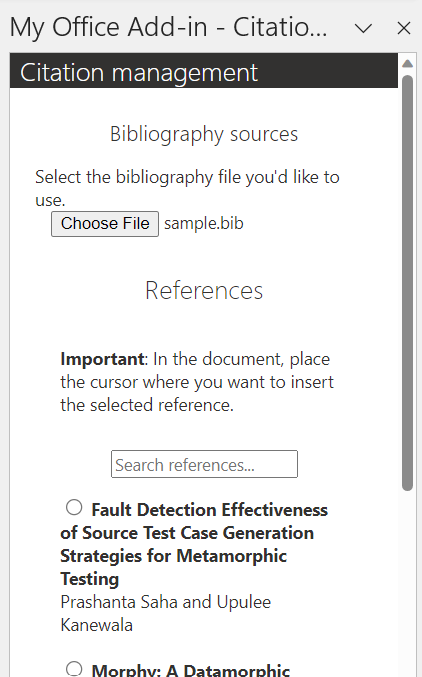 My Office Add-in - Citatio...
Citation management
Bibliography sources
Select the bibliography file you'd like to
use.
Choose File sample.bib
References
Important: In the document, place
the cursor where you want to insert
the selected reference.
Search references...
Fault Detection Effectiveness
of Source Test Case Generation
Strategies for Metamorphic
Testing
Prashanta Saha and Upulee
Kanewala
Morphy: A Datamorphic